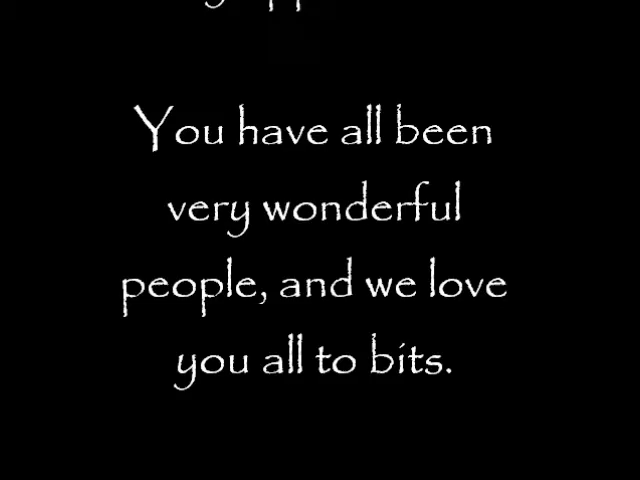 You have all been
very wonderful
people, and we love
you all to bits.